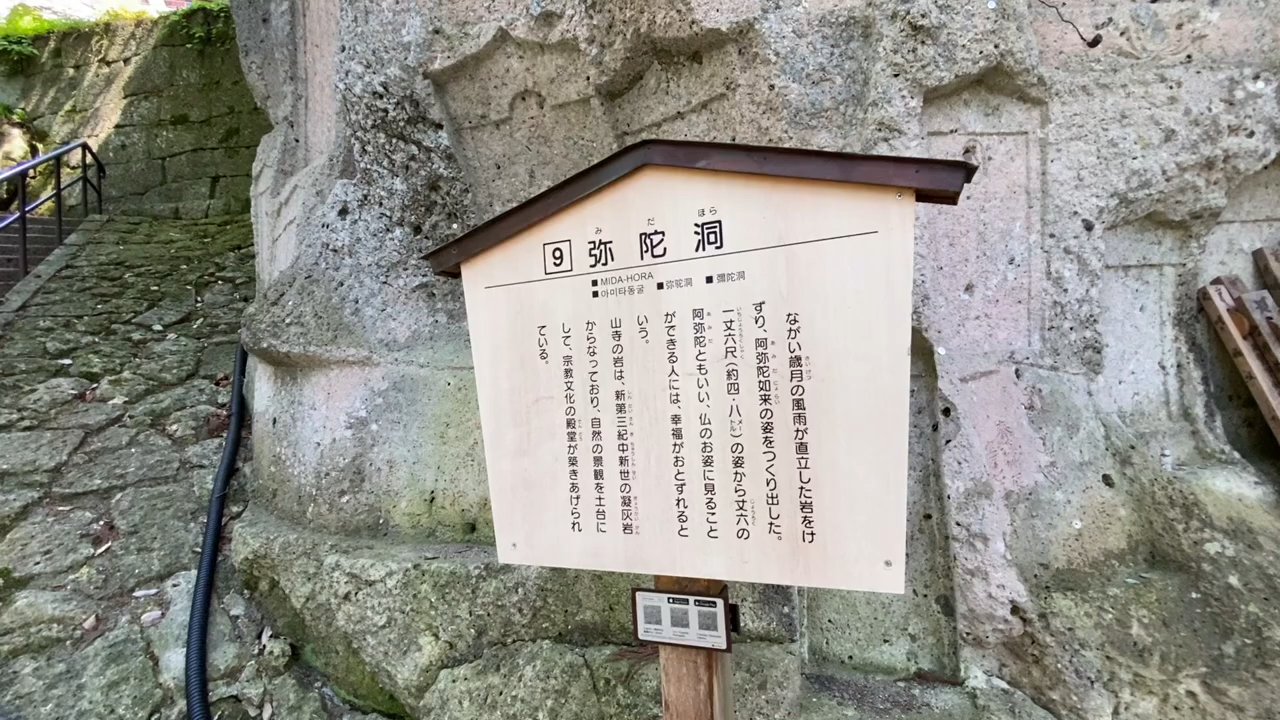 9 弥陀洞
みだほら
■MIDA-HORA
■아미타동굴 ■弥陀洞 ■彌陀洞
ながい歳月の風雨が直立した岩をけ
ずり、阿弥陀如来の姿をつくり出した。
一丈六尺(約四・八メートル)の姿から丈六の
阿弥陀ともいい、仏のお姿に見ること
ができる人には、幸福がおとずれると
いう。
山寺の岩は、新第三紀中新世の凝灰岩
からなっており、自然の景観を土台に
して、宗教文化の殿堂が築きあげられ
ている。